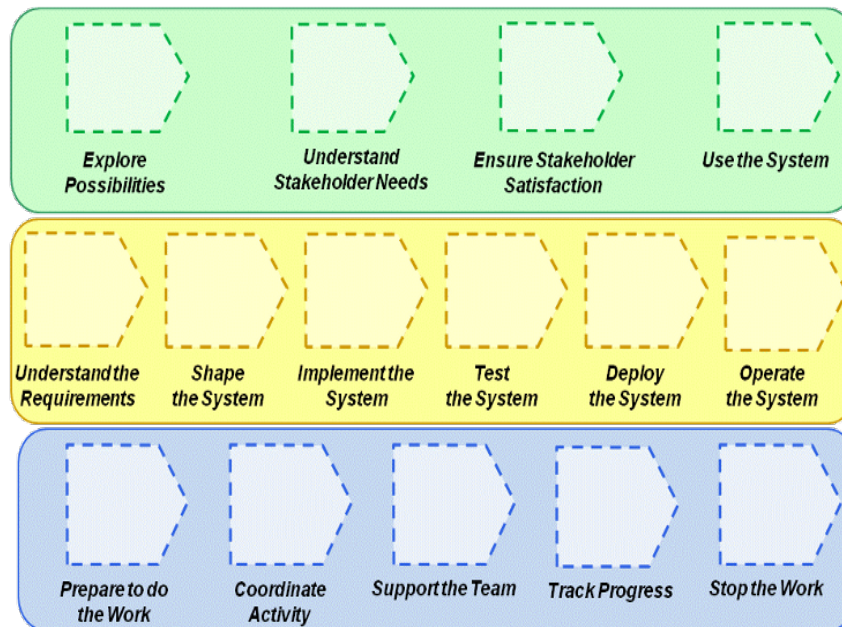 Explore
Possibilities
Understand
Stakeholder Needs
Ensure Stakeholder
Satisfaction
Use the System
Understand the
Requirements
Shape
the System
Implement the
System
Test
the System
Deploy
the System
Operate
the System
Prepare to do
the Work
Coordinate
Activity
Support the Team
Track Progress
Stop the Work